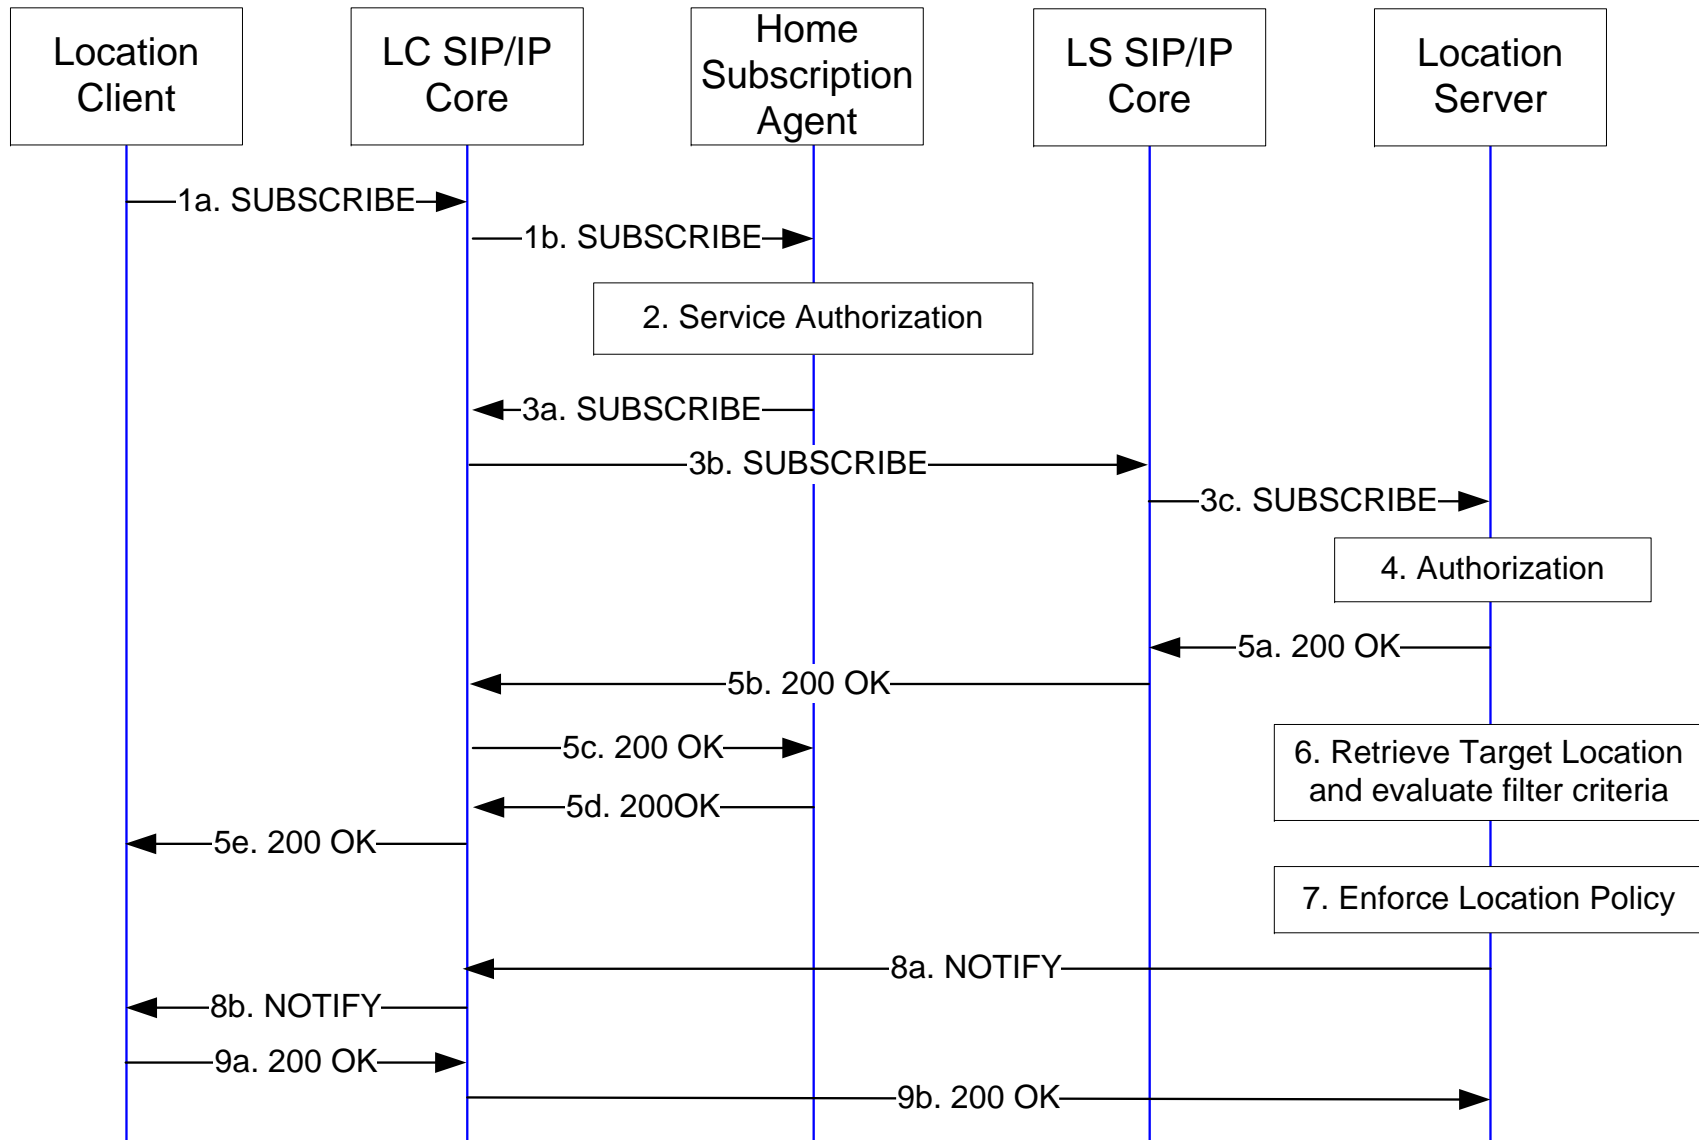 Location
Client
LC SIP/IP
Core
Home
Subscription
Agent
LS SIP/IP
Core
Location
Server
1a. SUBSCRIBE
1b. SUBSCRIBE
2. Service Authorization
3a. SUBSCRIBE
3b. SUBSCRIBE
3c. SUBSCRIBE
4. Authorization
5a. 200 OK
5b. 200 OK
5c. 200 OK
6. Retrieve Target Location
and evaluate filter criteria
5d. 200OK
5e. 200 OK
7. Enforce Location Policy
8a. NOTIFY
8b. NOTIFY
9a. 200 OK
9b. 200 OK